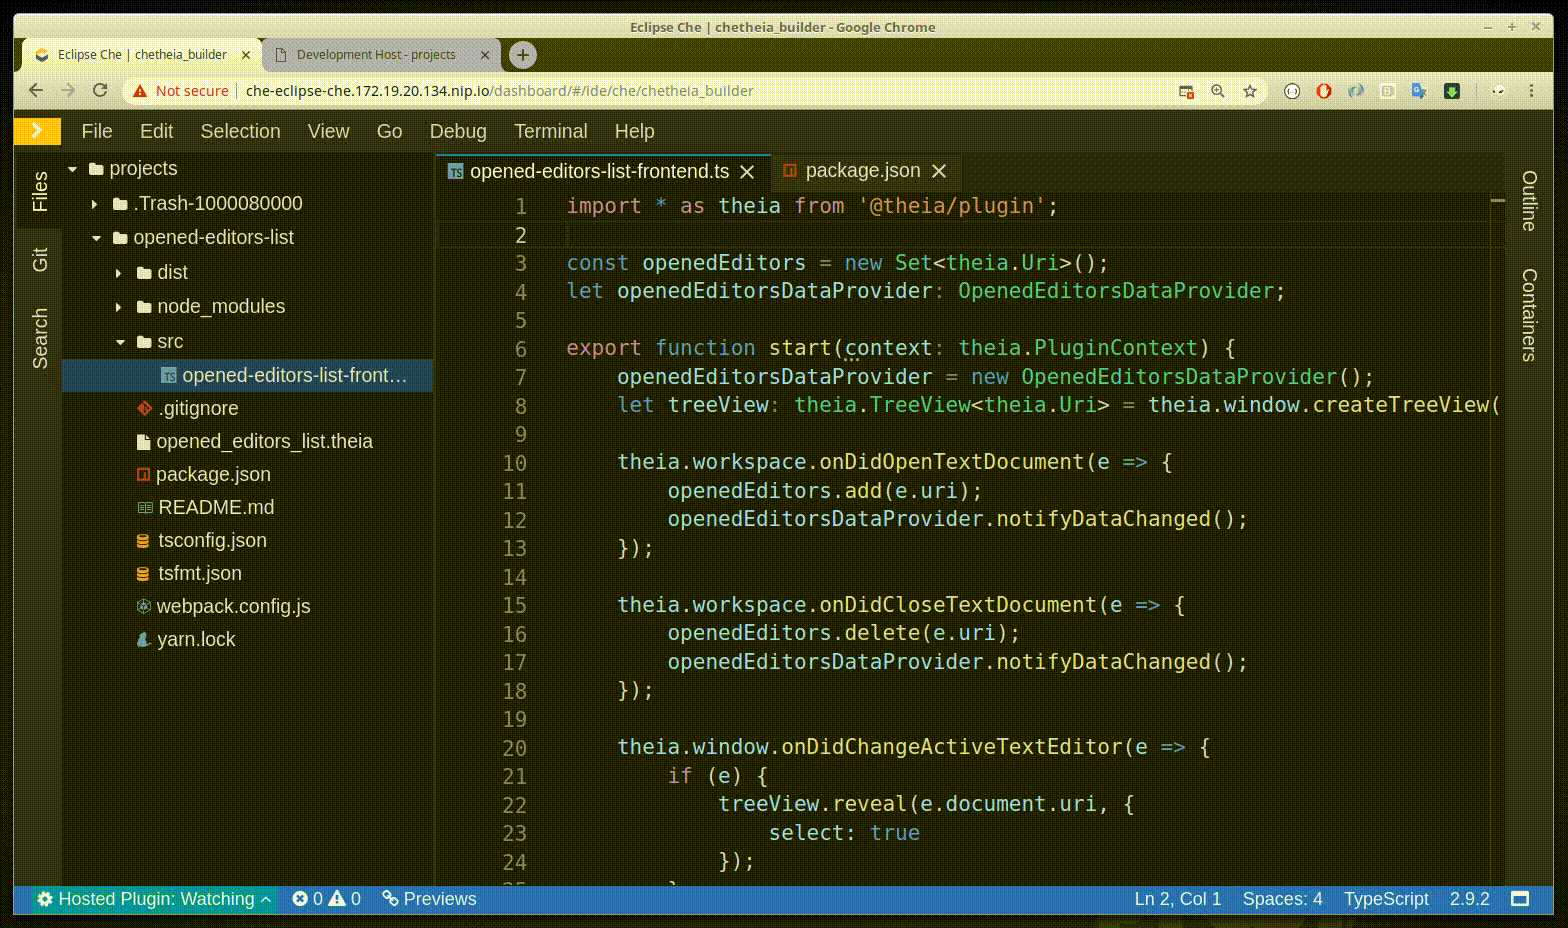 Eclipse Che | chetheia_builder - Google Chrome
Eclipse Che | chetheia_builder
Development Host - projects
Not secure | che-eclipse-che.172.19.20.134.nip.io/dashboard/#/ide/che/chetheia_builder
File Edit Selection View Go Debug Terminal Help
Files
Git
Search
projects
.Trash-1000080000
opened-editors-list
dist
node_modules
src
opened-editors-list-front...
.gitignore
opened_editors_list.theia
package.json
README.md
tsconfig.json
tsfmt.json
webpack.config.js
yarn.lock
TS opened-editors-list-frontend.ts
package.json
1 import * as theia from '@theia/plugin';
2
3 const openedEditors = new Set<theia.Uri>();
4 let openedEditorsDataProvider: OpenedEditorsDataProvider;
5
6 export function start(context: theia.PluginContext) {
7 openedEditorsDataProvider = new OpenedEditorsDataProvider();
8 let treeView: theia.TreeView<theia.Uri> = theia.window.createTreeView(
9
10 theia.workspace.onDidOpenTextDocument(e => {
11 openedEditors.add(e.uri);
12 openedEditorsDataProvider.notifyDataChanged();
13 });
14
15 theia.workspace.onDidCloseTextDocument(e => {
16 openedEditors.delete(e.uri);
17 openedEditorsDataProvider.notifyDataChanged();
18 });
19
20 theia.window.onDidChangeActiveTextEditor(e => {
21 if (e) {
22 treeView.reveal(e.document.uri, {
23 select: true
24 });
Outline
Containers
Hosted Plugin: Watching 0 0 Previews
Ln 2, Col 1 Spaces: 4 TypeScript 2.9.2